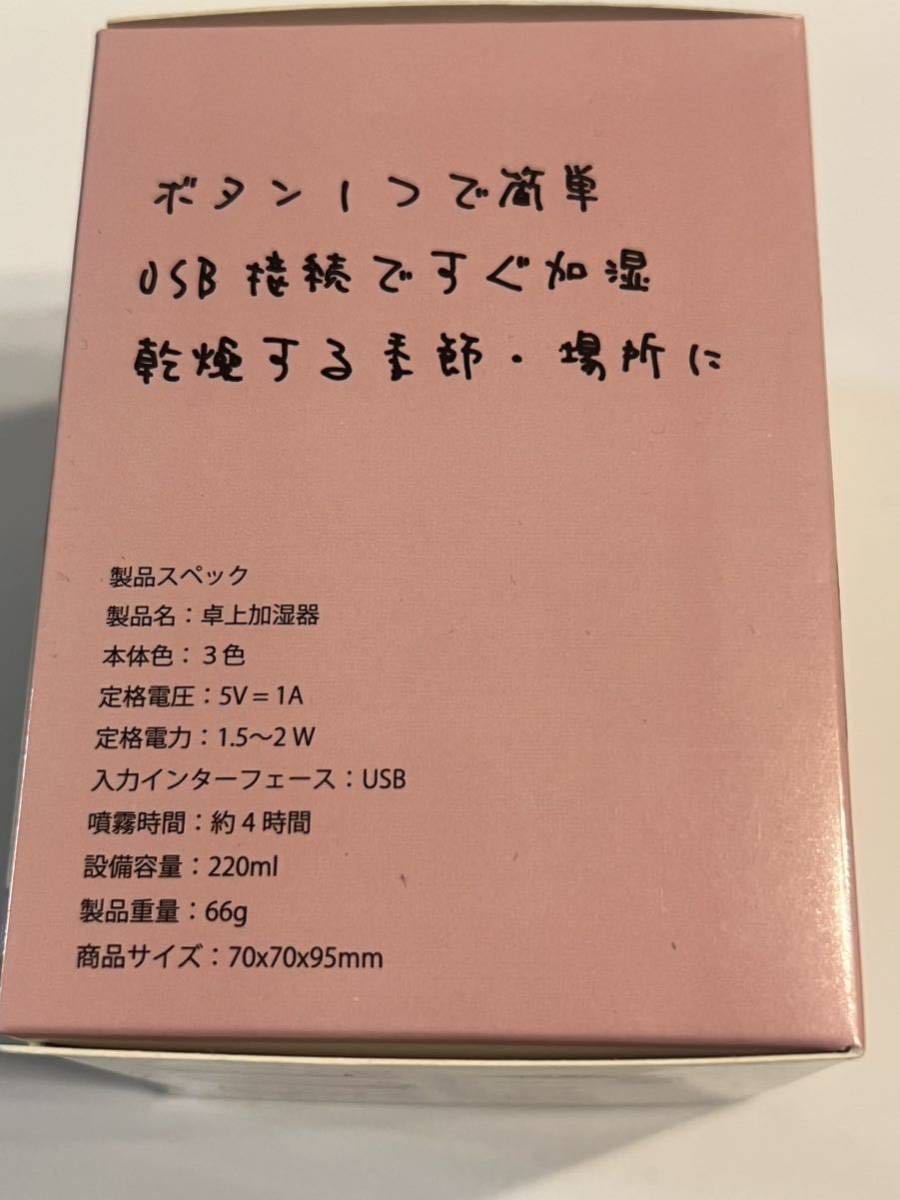 ボタン1つで簡単
USB接続ですぐ加湿
乾燥する季節・場所に
製品スペック
製品名：卓上加湿器
本体色：３色
定格電圧：5V＝1A
定格電力：1.5〜2W
入力インターフェース：USB
噴霧時間：約４時間
設備容量：220ml
製品重量：66g
商品サイズ：70x70x95mm